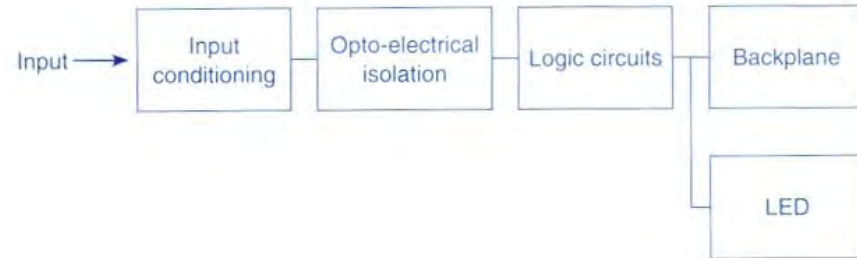 Input
Input
conditioning
Opto-electrical
isolation
Logic circuits
Backplane
LED